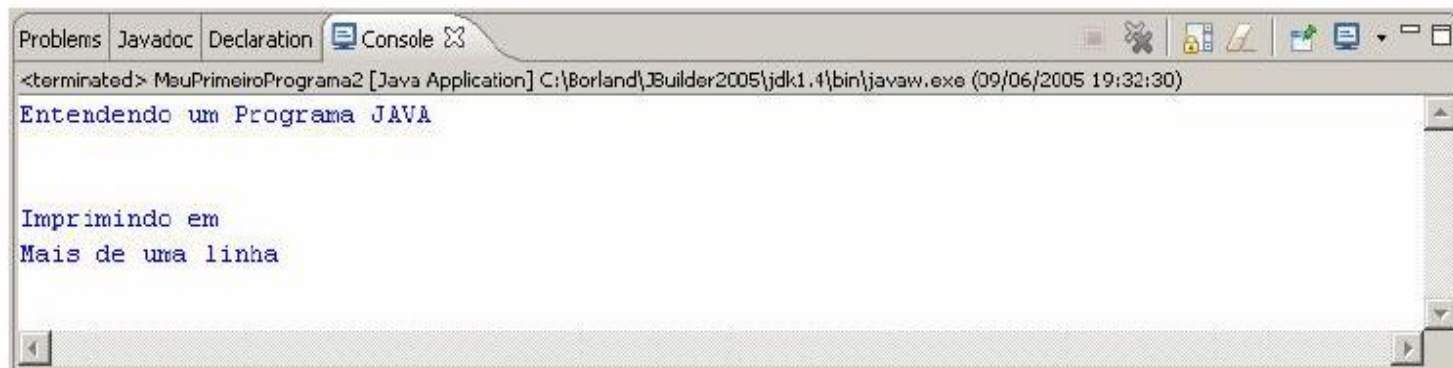 Problems Javadoc Declaration Console
<terminated> MeuPrimeiroPrograma2 [Java Application] C:\Borland\JBuilder2005\jdk1.4\bin\javaw.exe (09/06/2005 19:32:30)
Entendendo um Programa JAVA
Imprimindo em
Mais de uma linha